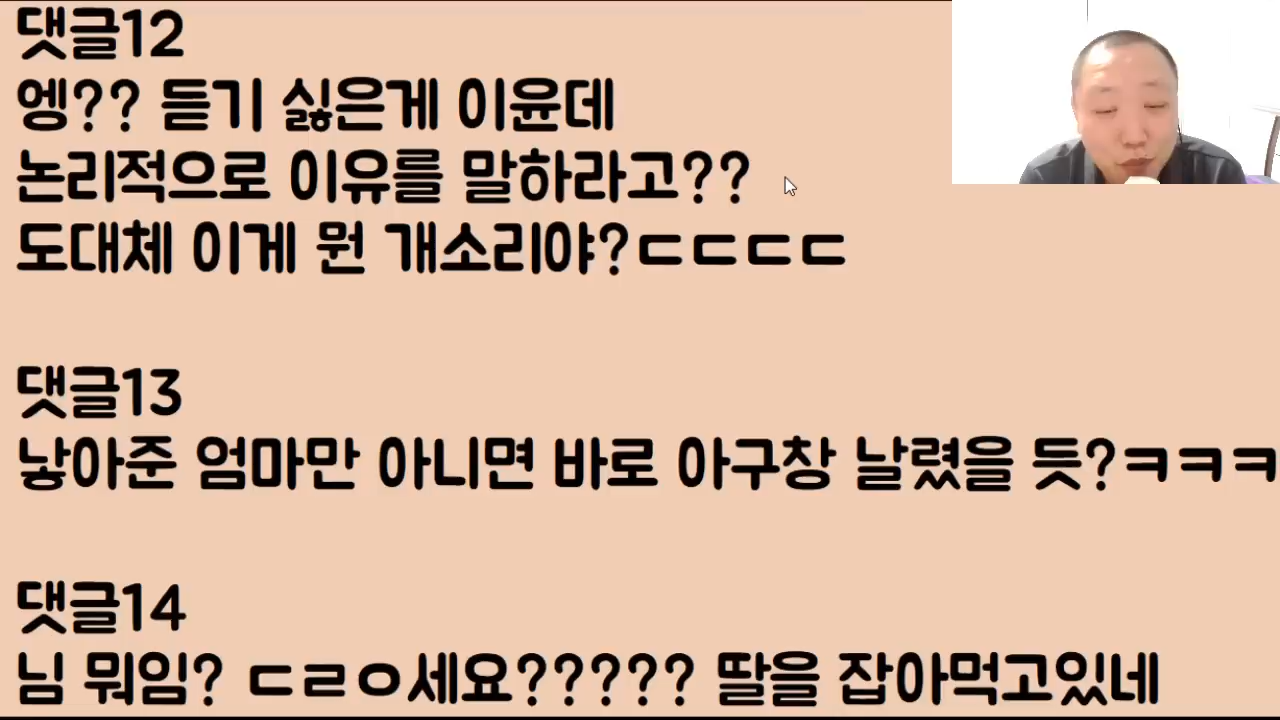 댓글12
엥?? 듣기 싫은게 이윤데
논리적으로 이유를 말하라고??
도대체 이게 뭔 개소리야?ㄷㄷㄷㄷ
댓글13
낳아준 엄마만 아니면 바로 아구창 날렸을 듯?ㅋㅋㅋ
댓글14
님 뭐임? ㄷㄹㅇ세요????? 딸을 잡아먹고있네